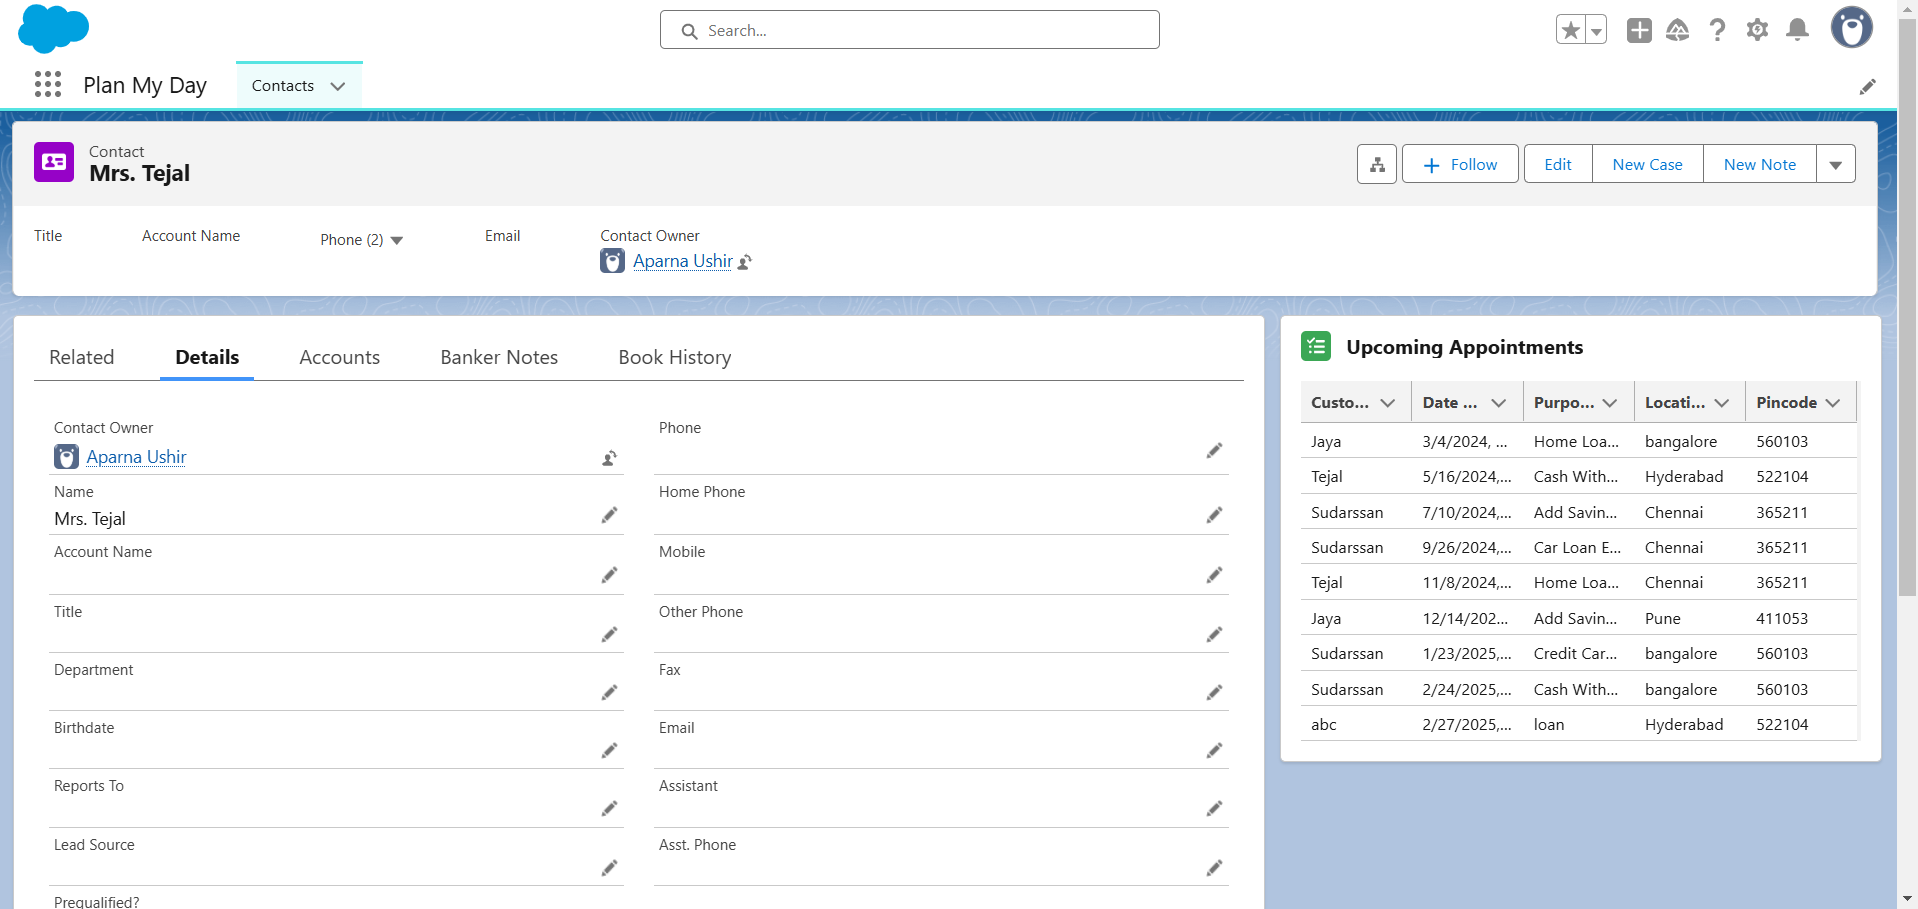 Search...
Plan My Day
Contacts
Contact
Mrs. Tejal
Follow
Edit
New Case
New Note
Title
Account Name
Phone (2)
Email
Contact Owner
Aparna Ushir
Related
Details
Accounts
Banker Notes
Book History
Contact Owner
Aparna Ushir
Phone
Name
Mrs. Tejal
Home Phone
Account Name
Mobile
Title
Other Phone
Department
Fax
Birthdate
Email
Reports To
Assistant
Lead Source
Asst. Phone
Prequalified?
Upcoming Appointments
Custo... Date ... Purpo... Locati... Pincode
Jaya 3/4/2024, ... Home Loa... bangalore 560103
Tejal 5/16/2024,... Cash With... Hyderabad 522104
Sudarssan 7/10/2024,... Add Savin... Chennai 365211
Sudarssan 9/26/2024,... Car Loan E... Chennai 365211
Tejal 11/8/2024,... Home Loa... Chennai 365211
Jaya 12/14/202... Add Savin... Pune 411053
Sudarssan 1/23/2025,... Credit Car... bangalore 560103
Sudarssan 2/24/2025,... Cash With... bangalore 560103
abc 2/27/2025,... loan Hyderabad 522104